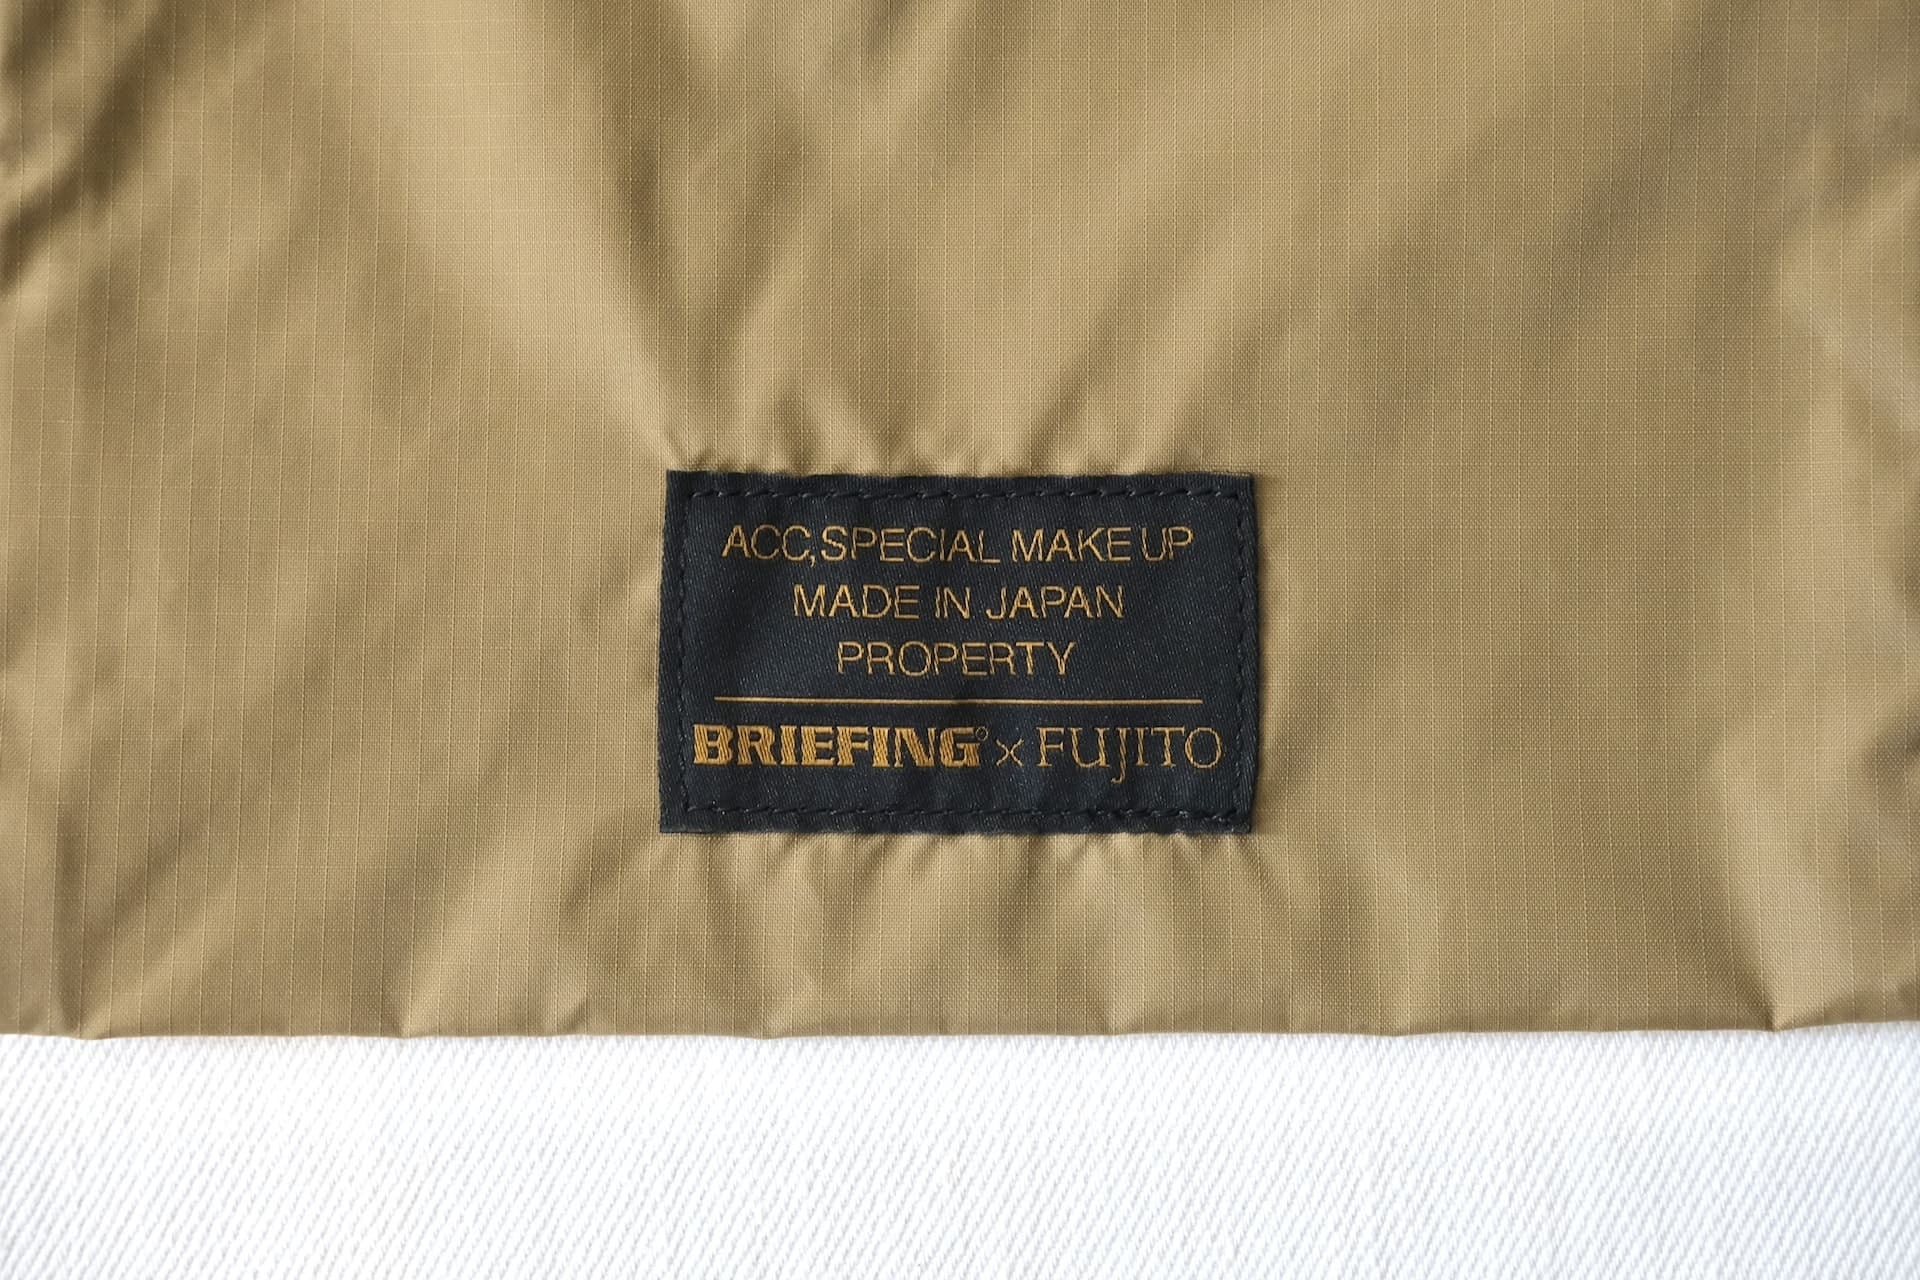 ACC,SPECIAL MAKE UP
MADE IN JAPAN
PROPERTY
BRIEFING® × FUJITO